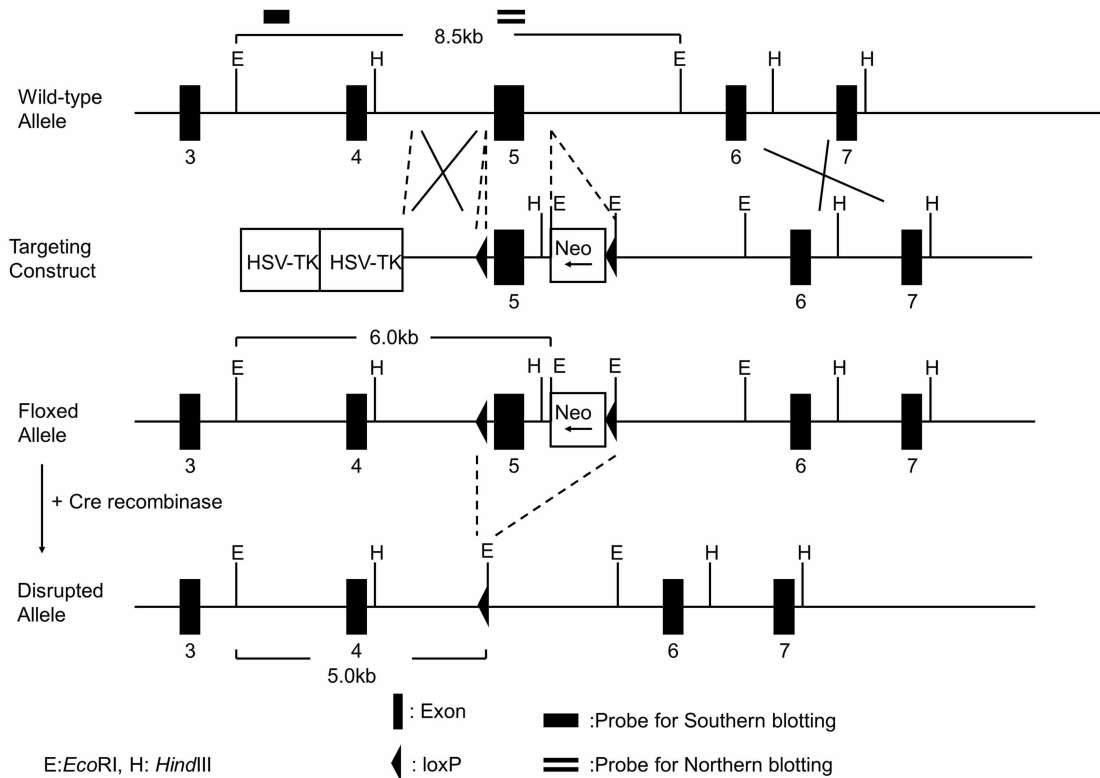 8.5kb
E H E H H
Wild-type
Allele
3 4 5 6 7
H E E E H H
Targeting
Construct
HSV-TK HSV-TK Neo
5 6 7
6.0kb
E H H E E E H H
Floxed
Allele
Neo
3 4 5 6 7
+ Cre recombinase
E H E E H H
Disrupted
Allele
3 4 6 7
5.0kb
: Exon :Probe for Southern blotting
E:EcoRI, H: HindIII : loxP :Probe for Northern blotting